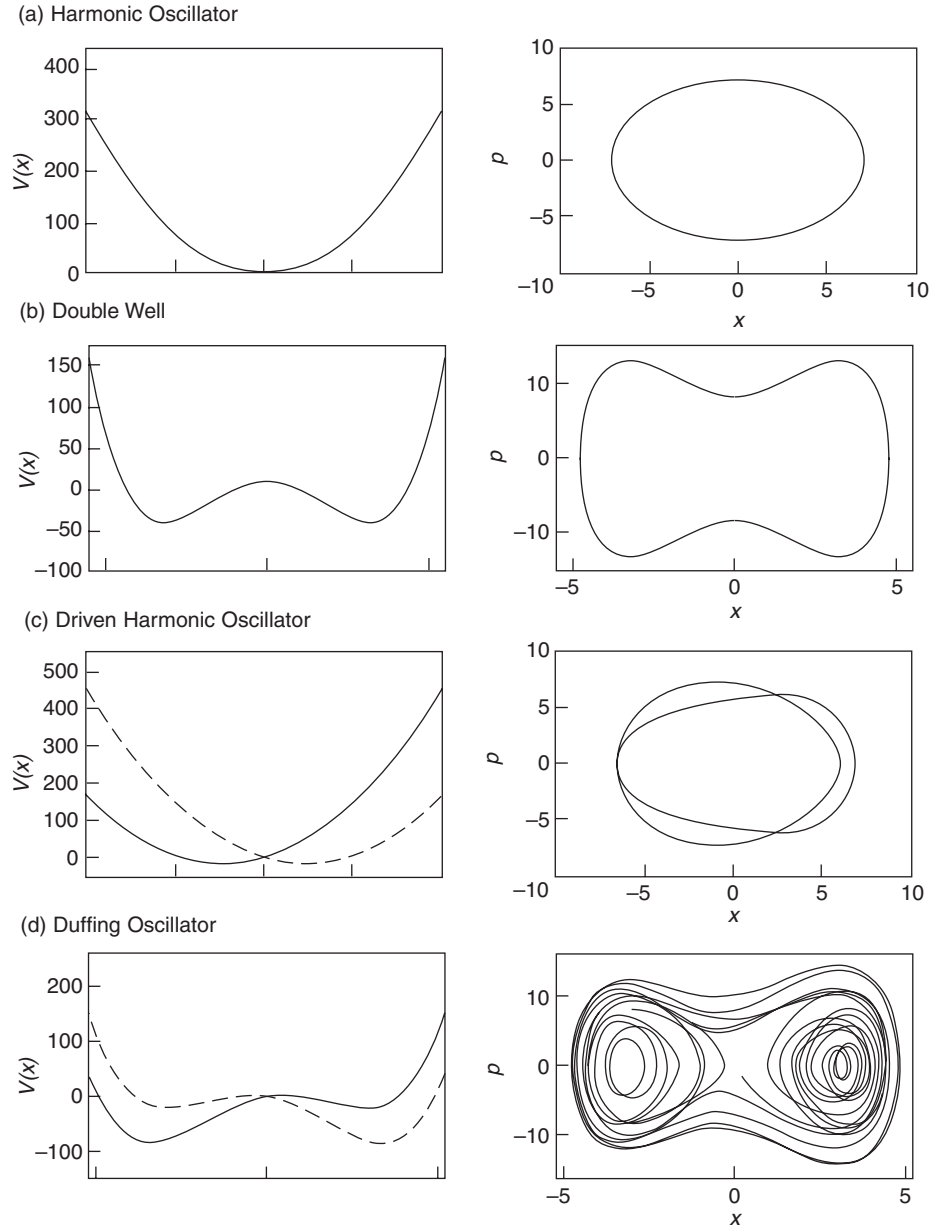 (a) Harmonic Oscillator
400
300
200
100
0
V(x)
10
5
0
−5
−10
p
−5 0 5 10
x
(b) Double Well
150
100
50
0
−50
−100
V(x)
10
0
−10
p
−5 0 5
x
(c) Driven Harmonic Oscillator
500
400
300
200
100
0
V(x)
10
5
0
−5
−10
p
−5 0 5 10
x
(d) Duffing Oscillator
200
100
0
−100
V(x)
10
0
−10
p
−5 0 5
x